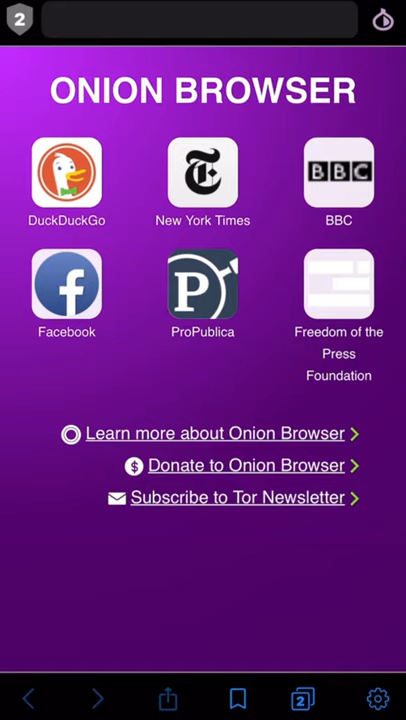 2
ONION BROWSER
DuckDuckGo
New York Times
BBC
BBC
Facebook
ProPublica
Freedom of the
Press
Foundation
Learn more about Onion Browser
$ Donate to Onion Browser
Subscribe to Tor Newsletter
2